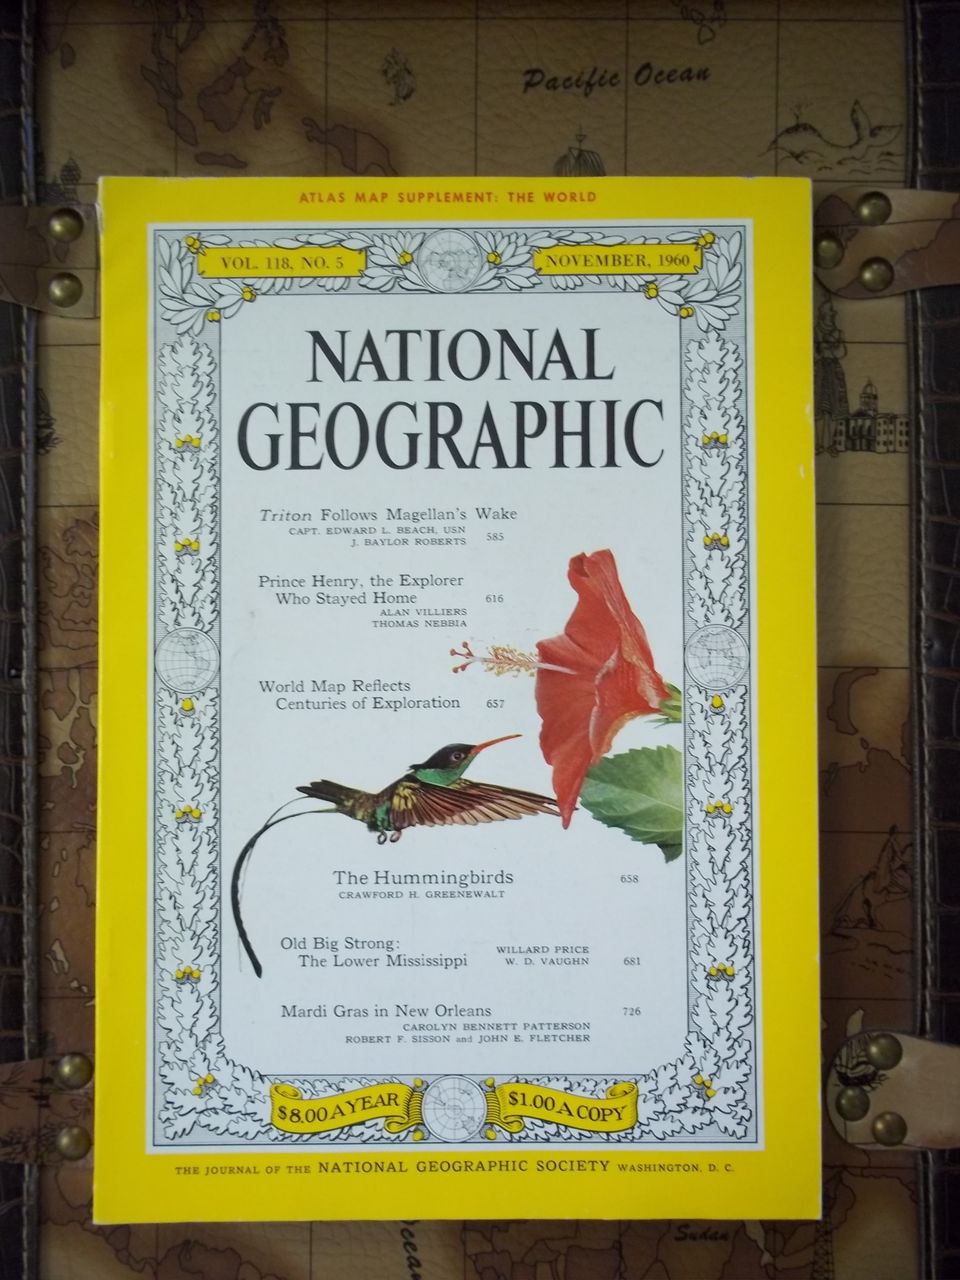 Pacific Ocean
ATLAS MAP SUPPLEMENT: THE WORLD
VOL. 118, NO. 5
NOVEMBER, 1960
NATIONAL
GEOGRAPHIC
Triton Follows Magellan's Wake
CAPT. EDWARD L. BEACH, USN
J. BAYLOR ROBERTS
585
Prince Henry, the Explorer
Who Stayed Home 616
ALAN VILLIERS
THOMAS NEBBIA
World Map Reflects
Centuries of Exploration 657
The Hummingbirds 658
CRAWFORD H. GREENEWALT
Old Big Strong: WILLARD PRICE
The Lower Mississippi W. D. VAUGHN 681
Mardi Gras in New Orleans 726
CAROLYN BENNETT PATTERSON
ROBERT F. SISSON and JOHN E. FLETCHER
$8.00 A YEAR
$1.00 A COPY
THE JOURNAL OF THE NATIONAL GEOGRAPHIC SOCIETY WASHINGTON, D. C.
Sudan